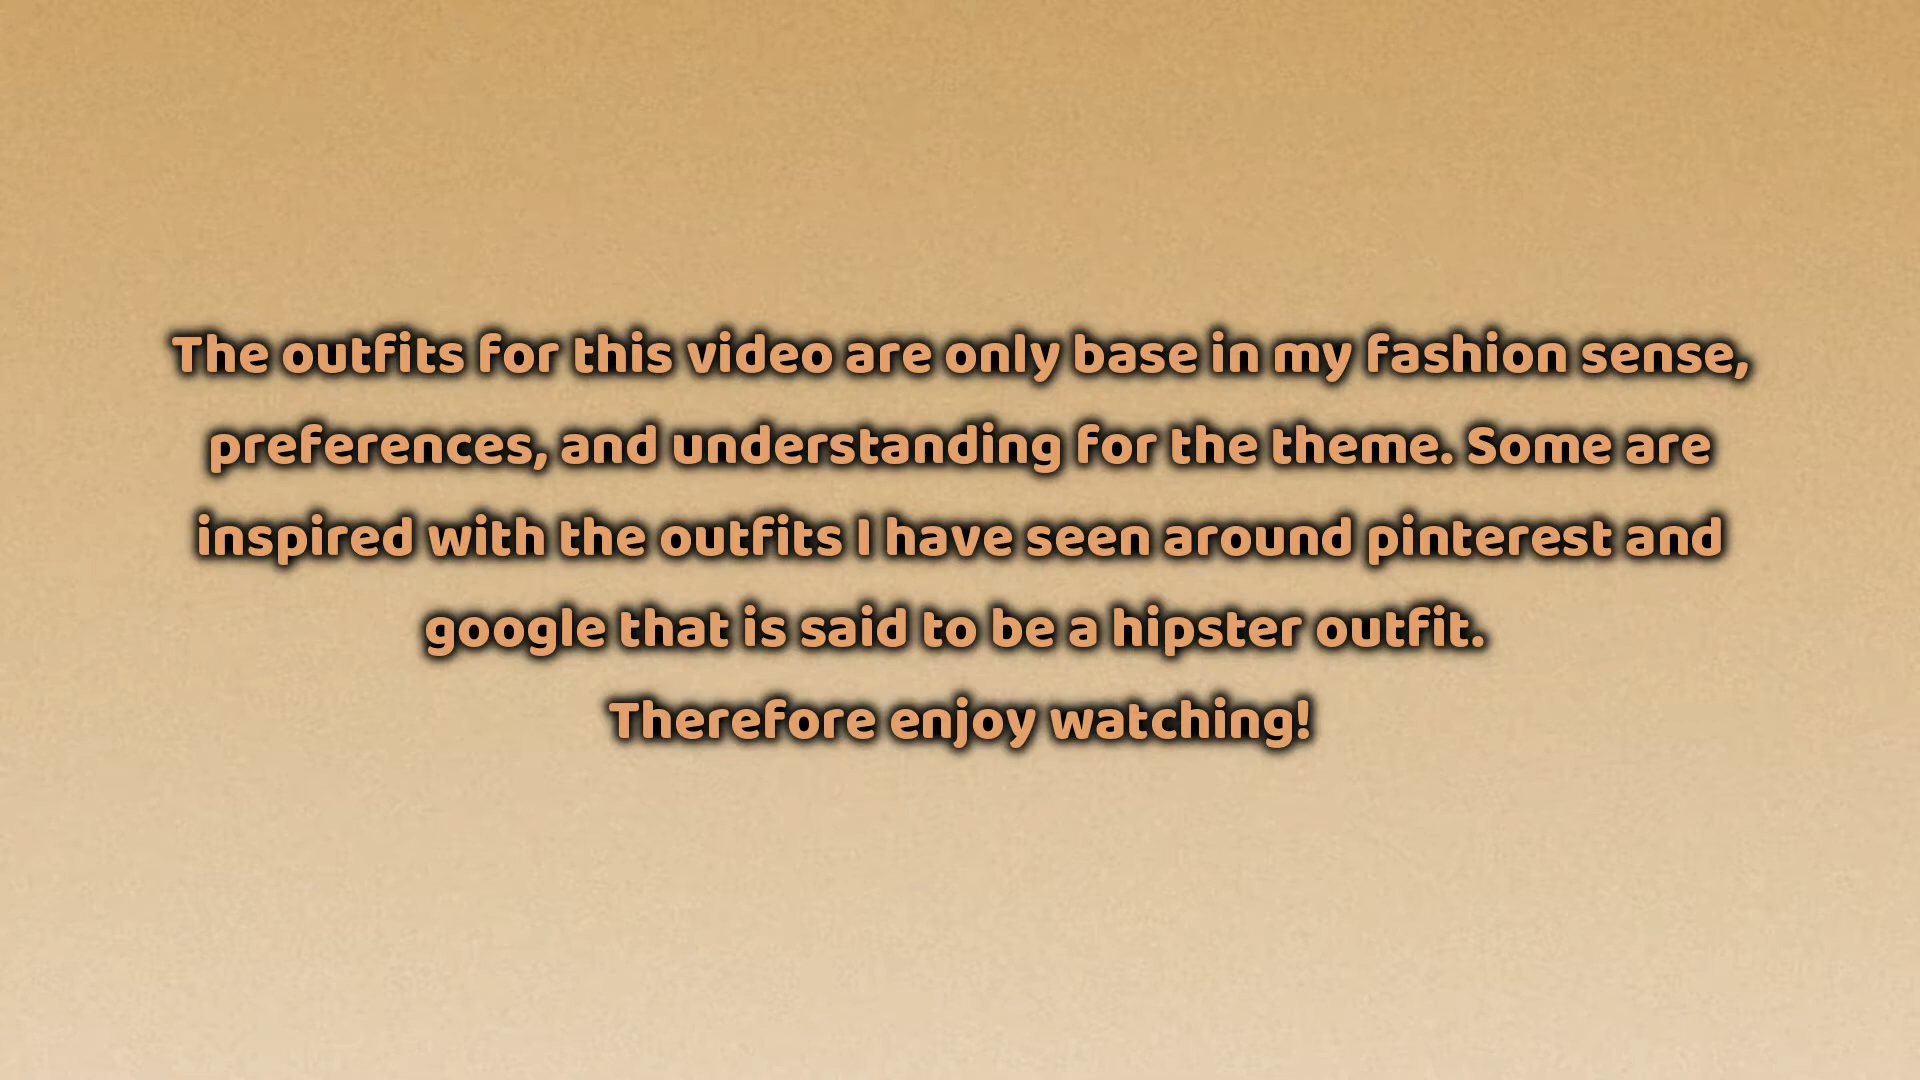 The outfits for this video are only base in my fashion sense,
preferences, and understanding for the theme. Some are
inspired with the outfits I have seen around pinterest and
google that is said to be a hipster outfit.
Therefore enjoy watching!